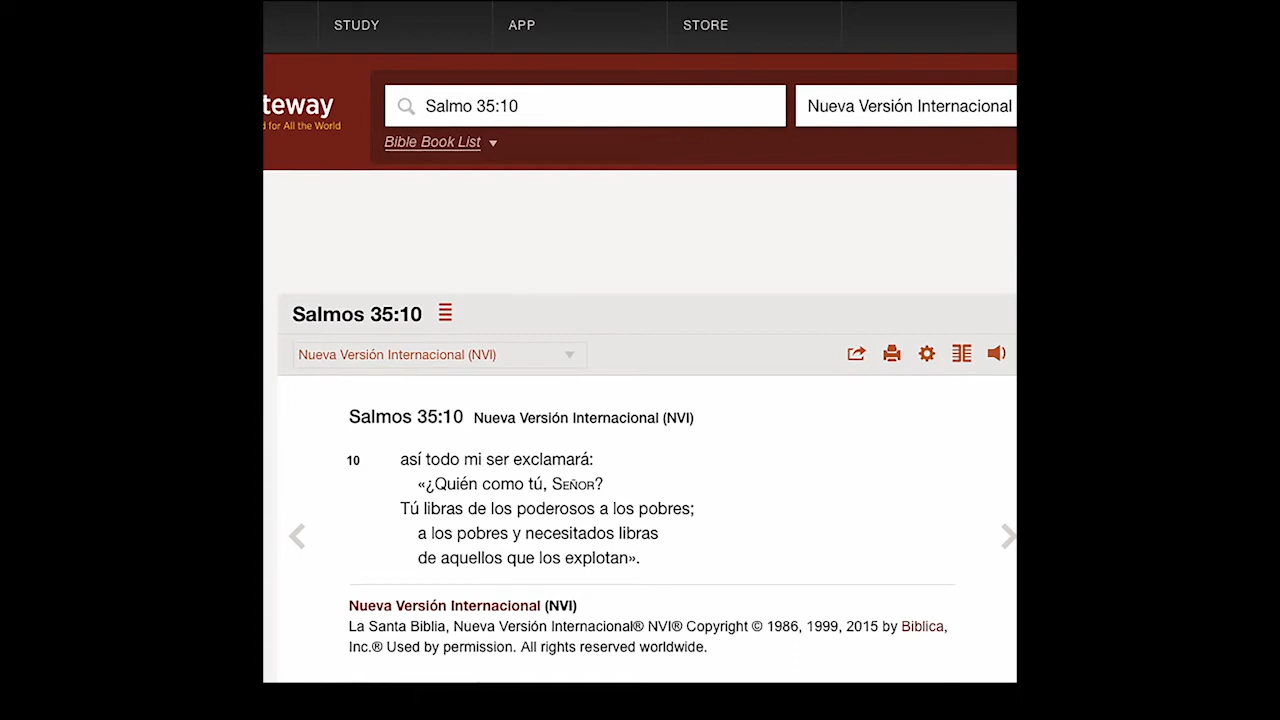 STUDY APP STORE
teway
d for All the World
Salmo 35:10
Nueva Versión Internacional
Bible Book List
Salmos 35:10
Nueva Versión Internacional (NVI)
Salmos 35:10 Nueva Versión Internacional (NVI)
10 así todo mi ser exclamará:
«¿Quién como tú, SEÑOR?
Tú libras de los poderosos a los pobres;
a los pobres y necesitados libras
de aquellos que los explotan».
Nueva Versión Internacional (NVI)
La Santa Biblia, Nueva Versión Internacional® NVI® Copyright © 1986, 1999, 2015 by Biblica,
Inc.® Used by permission. All rights reserved worldwide.